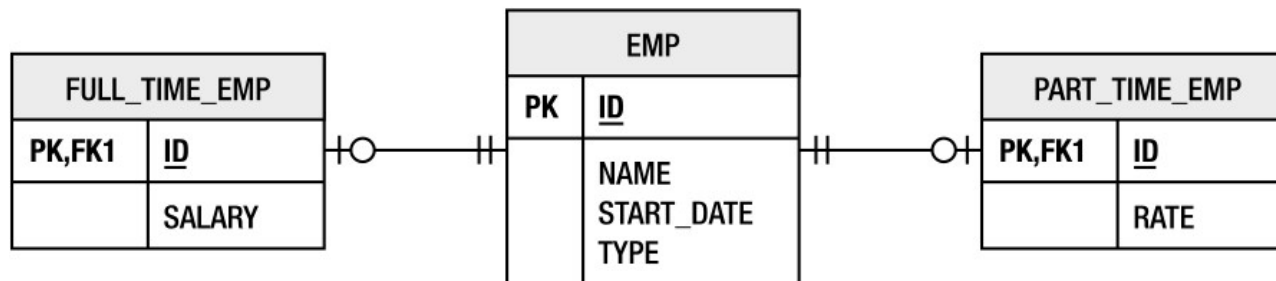 FULL_TIME_EMP
PK,FK1 ID
SALARY
EMP
PK ID
NAME
START_DATE
TYPE
PART_TIME_EMP
PK,FK1 ID
RATE